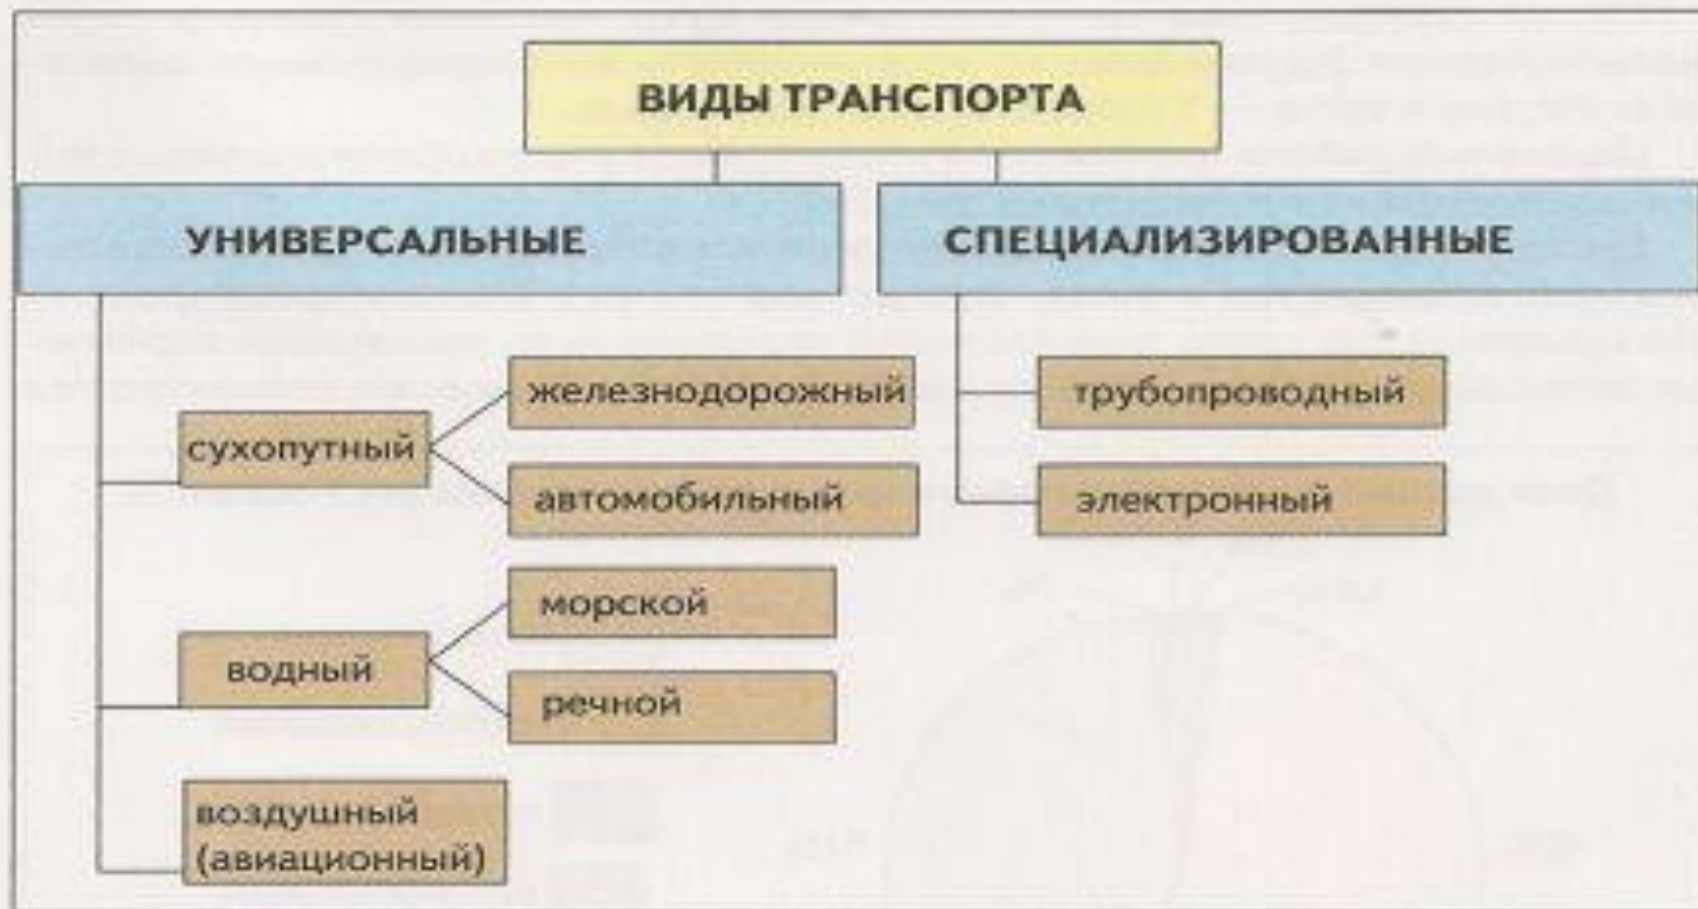 ВИДЫ ТРАНСПОРТА
УНИВЕРСАЛЬНЫЕ
СПЕЦИАЛИЗИРОВАННЫЕ
сухопутный
железнодорожный
автомобильный
водный
морской
речной
воздушный
(авиационный)
трубопроводный
электронный